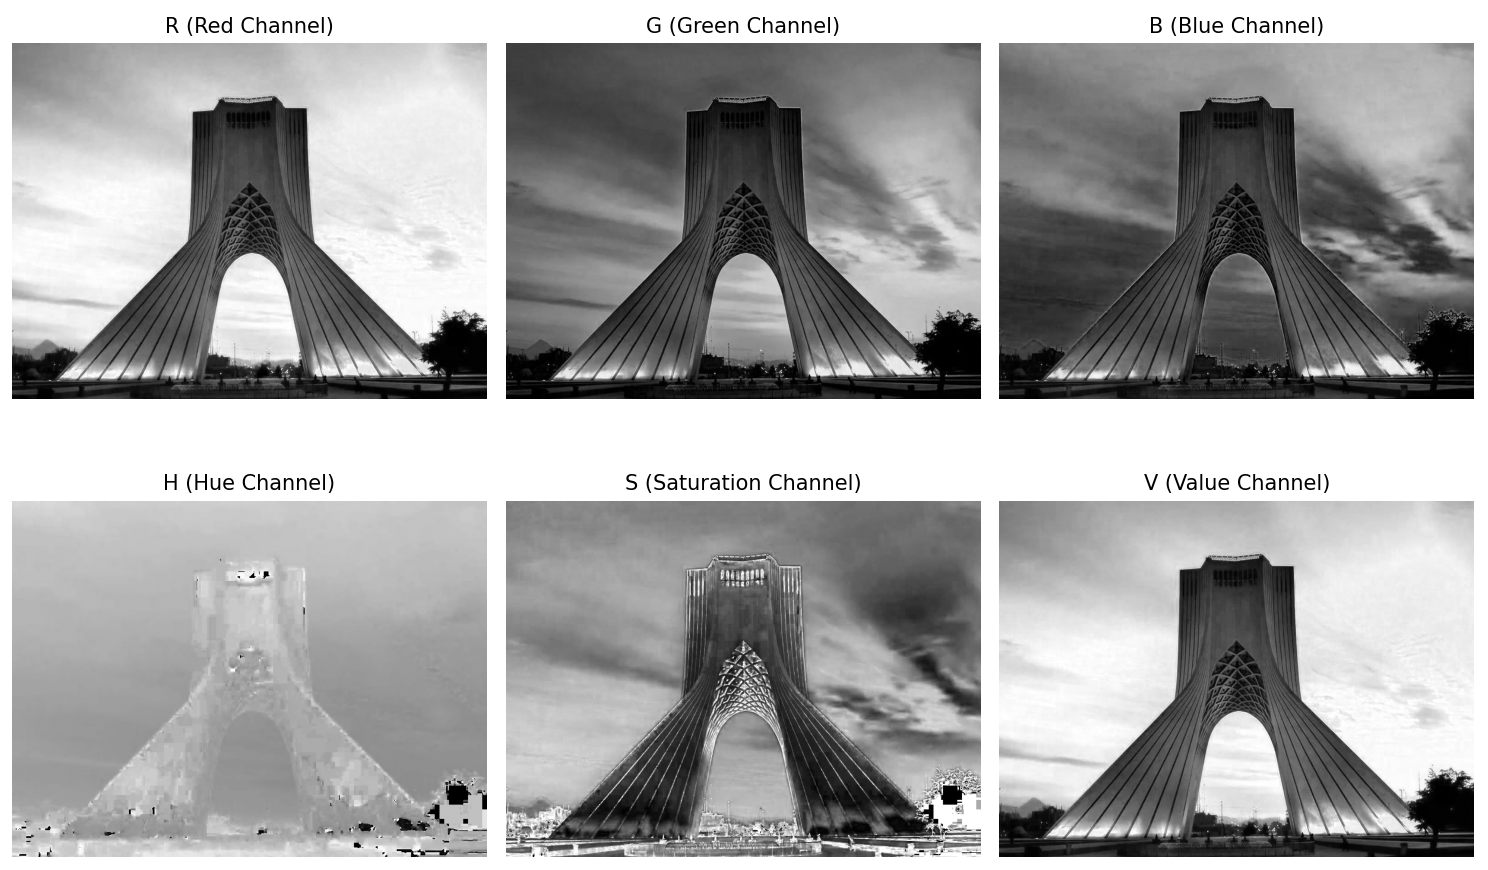 R (Red Channel)
G (Green Channel)
B (Blue Channel)
H (Hue Channel)
S (Saturation Channel)
V (Value Channel)